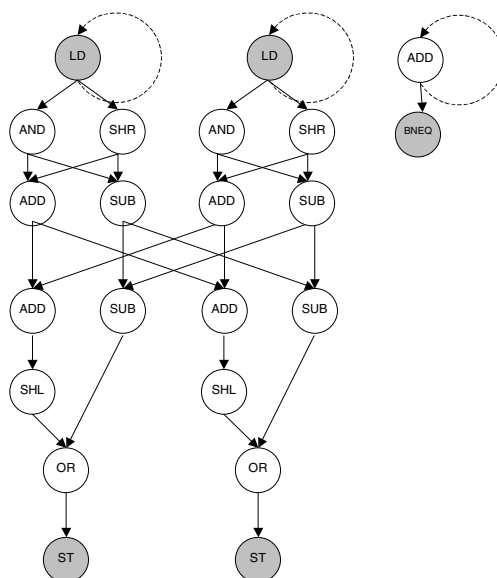 LD LD ADD
AND SHR AND SHR BNEQ
ADD SUB ADD SUB
ADD SUB ADD SUB
SHL SHL
OR OR
ST ST